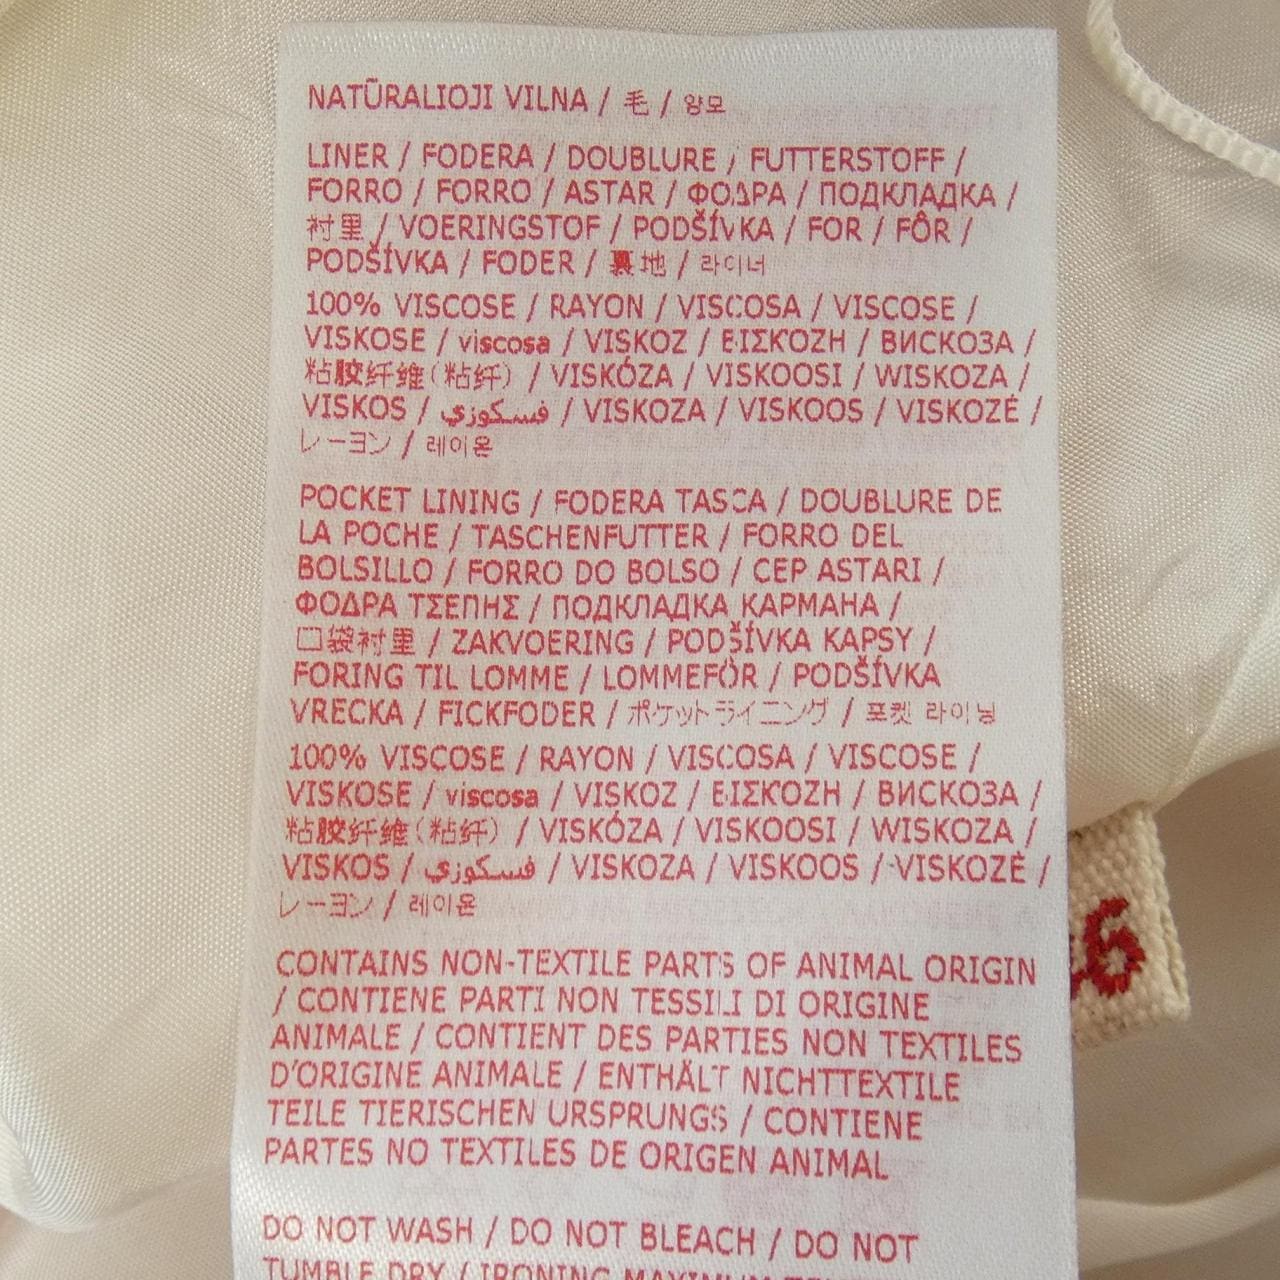 NATŪRALIOJI VILNA / 毛 / 양모
LINER / FODERA / DOUBLURE / FUTTERSTOFF /
FORRO / FORRO / ASTAR / ΦΟΔΡΑ / ПОДКЛАДКА /
衬里 / VOERINGSTOF / PODŠÍVKA / FOR / FÔR /
PODŠÍVKA / FODER / 裏地 / 라이너
100% VISCOSE / RAYON / VISCOSA / VISCOSE /
VISKOSE / viscosa / VISKOZ / ΕΙΣΚΌΖΗ / ВИСКОЗА /
粘胶纤维(粘纤) / VISKÓZA / VISKOOSI / WISKOZA /
VISKOS / فسكوزي / VISKOZA / VISKOOS / VISKOZĖ /
レーヨン / 레이온
POCKET LINING / FODERA TASCA / DOUBLURE DE
LA POCHE / TASCHENFUTTER / FORRO DEL
BOLSILLO / FORRO DO BOLSO / CEP ASTARI /
ΦΟΔΡΑ ΤΣΕΠΗΣ / ПОДКЛАДКА КАРМАНА /
口袋衬里 / ZAKVOERING / PODŠÍVKA KAPSY /
FORING TIL LOMME / LOMMEFÔR / PODŠÍVKA
VRECKA / FICKFODER / ポケットライニング / 포켓 라이닝
100% VISCOSE / RAYON / VISCOSA / VISCOSE /
VISKOSE / viscosa / VISKOZ / ΕΙΣΚΌΖΗ / ВИСКОЗА /
粘胶纤维(粘纤) / VISKÓZA / VISKOOSI / WISKOZA /
VISKOS / فسكوزي / VISKOZA / VISKOOS / VISKOZĖ /
レーヨン / 레이온
CONTAINS NON-TEXTILE PARTS OF ANIMAL ORIGIN
/ CONTIENE PARTI NON TESSILI DI ORIGINE
ANIMALE / CONTIENT DES PARTIES NON TEXTILES
D'ORIGINE ANIMALE / ENTHÄLT NICHTTEXTILE
TEILE TIERISCHEN URSPRUNGS / CONTIENE
PARTES NO TEXTILES DE ORIGEN ANIMAL
DO NOT WASH / DO NOT BLEACH / DO NOT
TUMBLE DRY / IRONING MAXIMUM